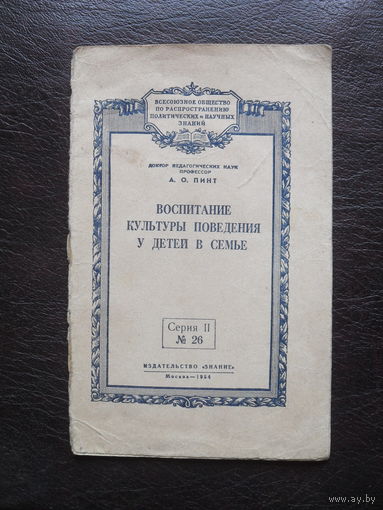 ВСЕСОЮЗНОЕ ОБЩЕСТВО
ПО РАСПРОСТРАНЕНИЮ
ПОЛИТИЧЕСКИХ и НАУЧНЫХ
ЗНАНИЙ
ДОКТОР ПЕДАГОГИЧЕСКИХ НАУК
ПРОФЕССОР
А. О. ПИНТ
ВОСПИТАНИЕ
КУЛЬТУРЫ ПОВЕДЕНИЯ
У ДЕТЕЙ В СЕМЬЕ
Серия II
№ 26
ИЗДАТЕЛЬСТВО «ЗНАНИЕ»
Москва — 1954
ay.by